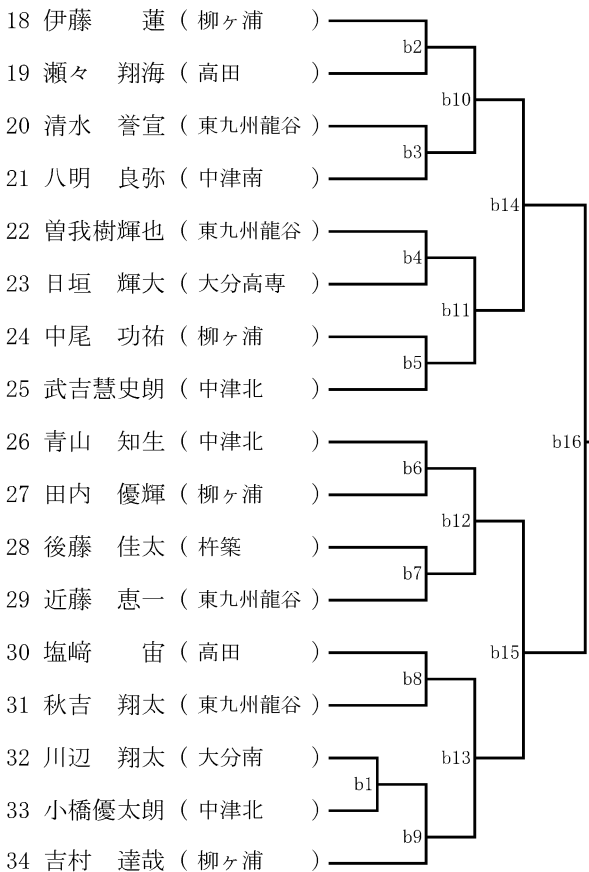 18 伊藤　　蓮 ( 柳ヶ浦 )
b2
19 瀬々　翔海 ( 高田 )
b10
20 清水　誉宣 ( 東九州龍谷 )
b3
21 八明　良弥 ( 中津南 )
b14
22 曽我樹輝也 ( 東九州龍谷 )
b4
23 日垣　輝大 ( 大分高専 )
b11
24 中尾　功祐 ( 柳ヶ浦 )
b5
25 武吉慧史朗 ( 中津北 )
b16
26 青山　知生 ( 中津北 )
b6
27 田内　優輝 ( 柳ヶ浦 )
b12
28 後藤　佳太 ( 杵築 )
b7
29 近藤　恵一 ( 東九州龍谷 )
30 塩﨑　　宙 ( 高田 )
b15
b8
31 秋吉　翔太 ( 東九州龍谷 )
32 川辺　翔太 ( 大分南 )
b13
b1
33 小橋優太朗 ( 中津北 )
b9
34 吉村　達哉 ( 柳ヶ浦 )